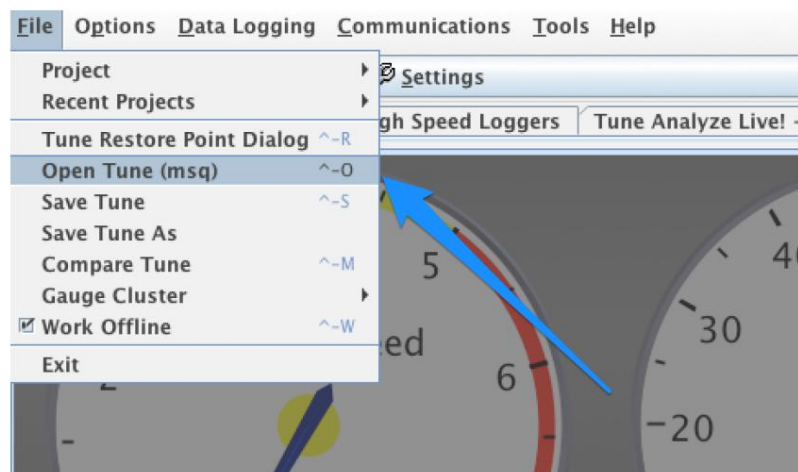 File Options Data Logging Communications Tools Help
Project
Settings
Recent Projects
gh Speed Loggers Tune Analyze Live! -
Tune Restore Point Dialog ^-R
Open Tune (msq) ^-O
Save Tune ^-S
Save Tune As
Compare Tune ^-M
Gauge Cluster
Work Offline ^-W
Exit
5
6
ed
40
30
-20